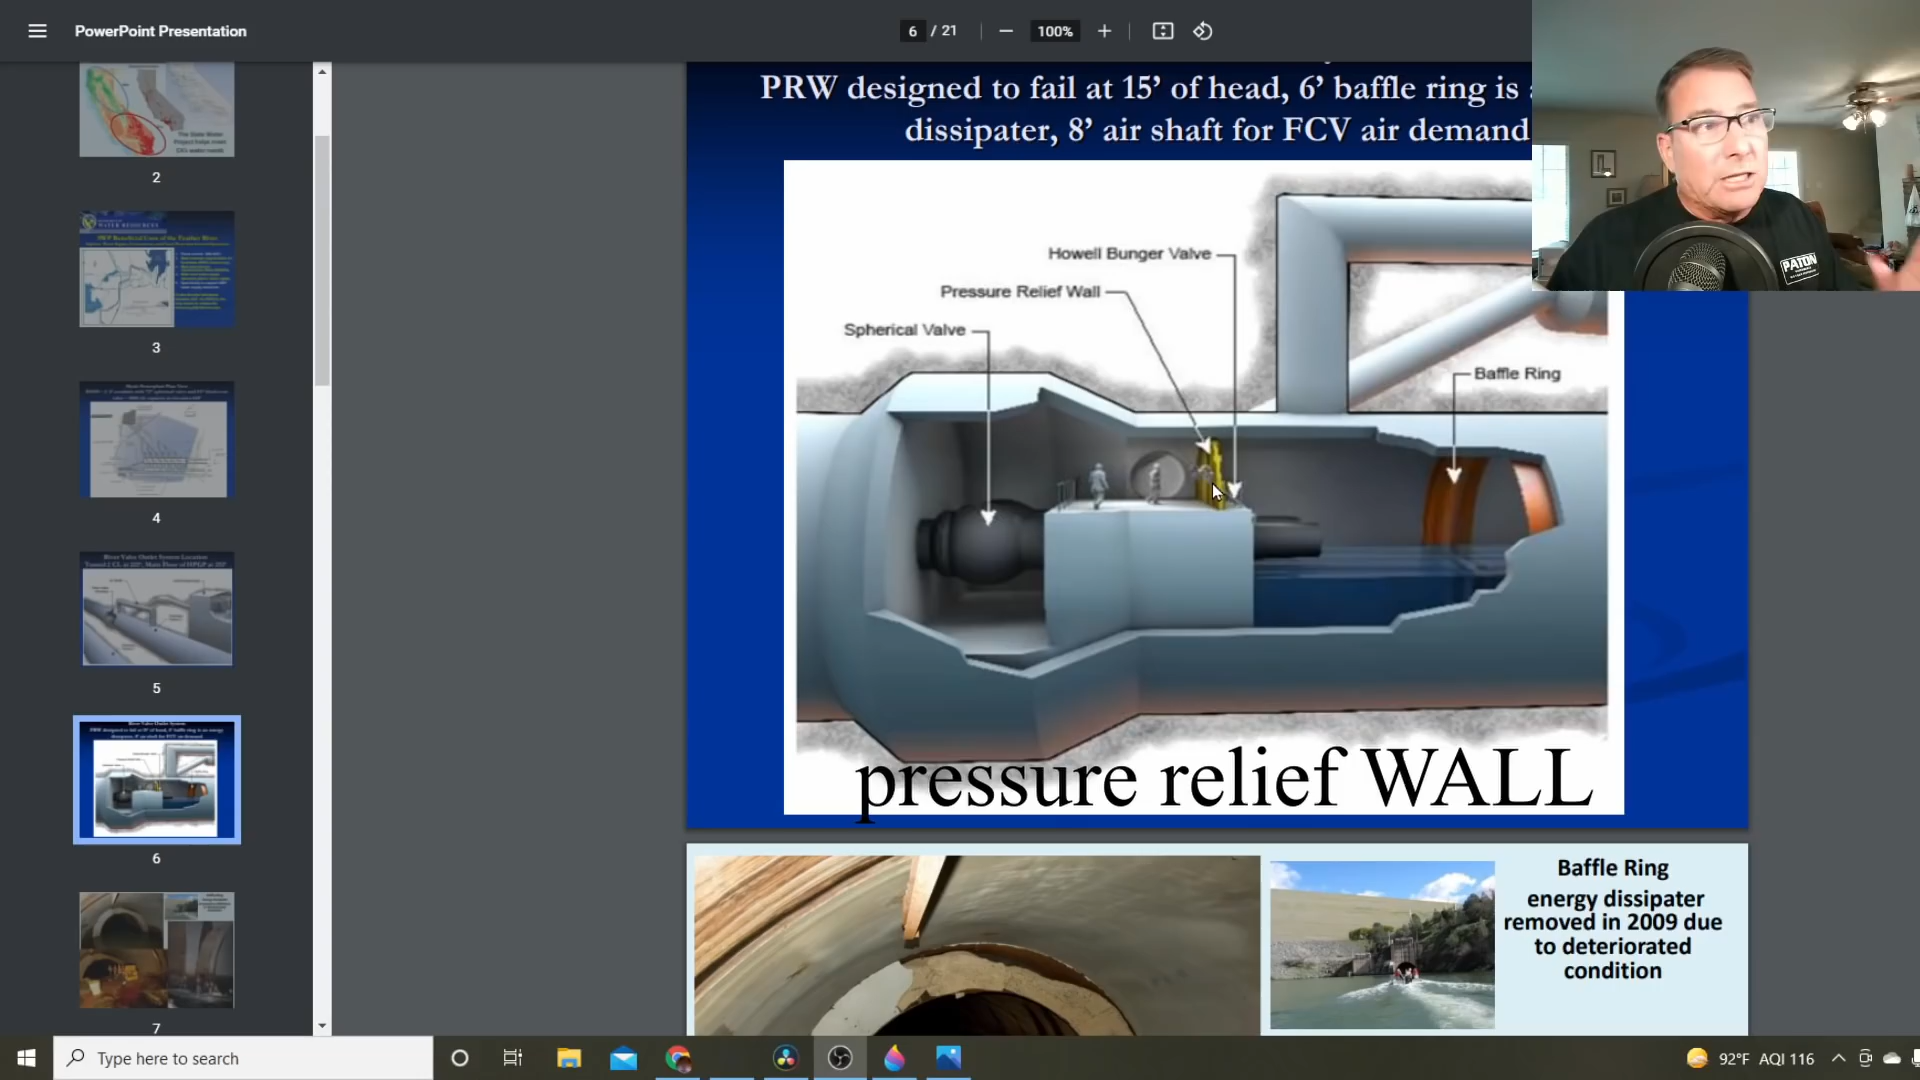 PowerPoint Presentation
6 / 21
100%
PRW designed to fail at 15’ of head, 6’ baffle ring is
dissipater, 8’ air shaft for FCV air demand
Howell Bunger Valve
Pressure Relief Wall
Spherical Valve
Baffle Ring
pressure relief WALL
PATON
Baffle Ring
energy dissipater
removed in 2009 due
to deteriorated
condition
2
3
4
5
6
7
Type here to search
92°F AQI 116